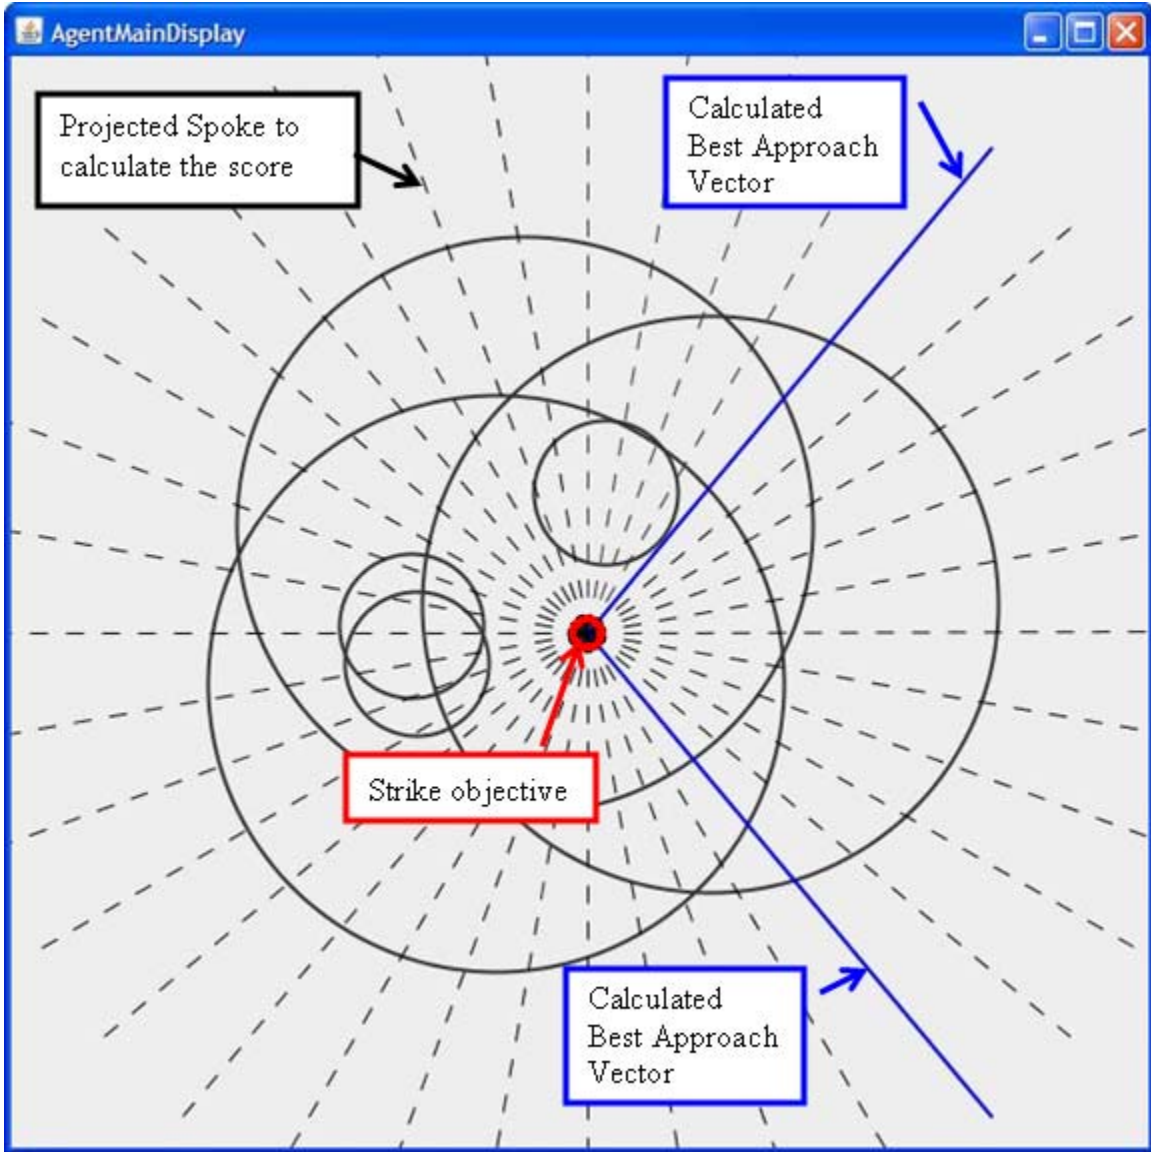 AgentMainDisplay
Projected Spoke to
calculate the score
Calculated
Best Approach
Vector
Strike objective
Calculated
Best Approach
Vector